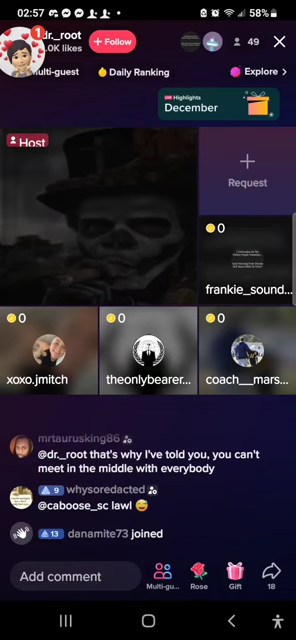 02:57
58%
1
dr._root
.0K likes
+ Follow
49
Multi-guest
Daily Ranking
Explore >
LIVE Highlights
December
Host
Request
0
frankie_sound...
0
xoxo.jmitch
0
theonlybearer...
0
coach__mars...
mrtaurusking86
@dr._root that's why I've told you, you can't
meet in the middle with everybody
9 whysoredacted
@caboose_sc lawl 😅
13 danamite73 joined
Add comment
Multi-gu...
Rose
Gift
18